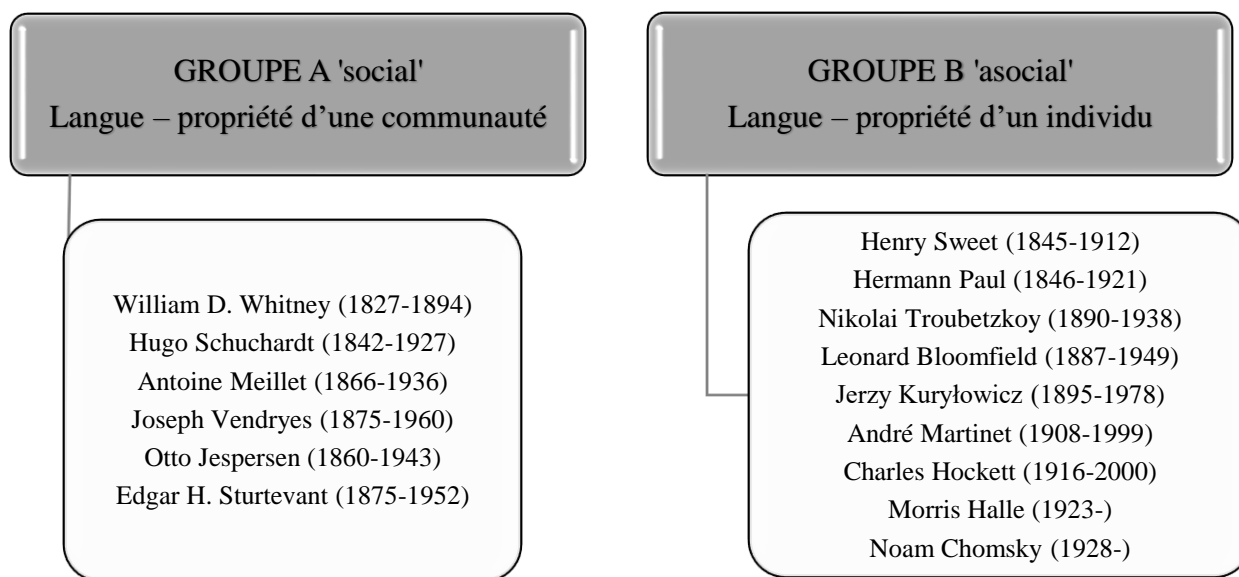 GROUPE A 'social'
Langue – propriété d’une communauté
William D. Whitney (1827-1894)
Hugo Schuchardt (1842-1927)
Antoine Meillet (1866-1936)
Joseph Vendryes (1875-1960)
Otto Jespersen (1860-1943)
Edgar H. Sturtevant (1875-1952)
GROUPE B 'asocial'
Langue – propriété d’un individu
Henry Sweet (1845-1912)
Hermann Paul (1846-1921)
Nikolai Troubetzkoy (1890-1938)
Leonard Bloomfield (1887-1949)
Jerzy Kuryłowicz (1895-1978)
André Martinet (1908-1999)
Charles Hockett (1916-2000)
Morris Halle (1923-)
Noam Chomsky (1928-)